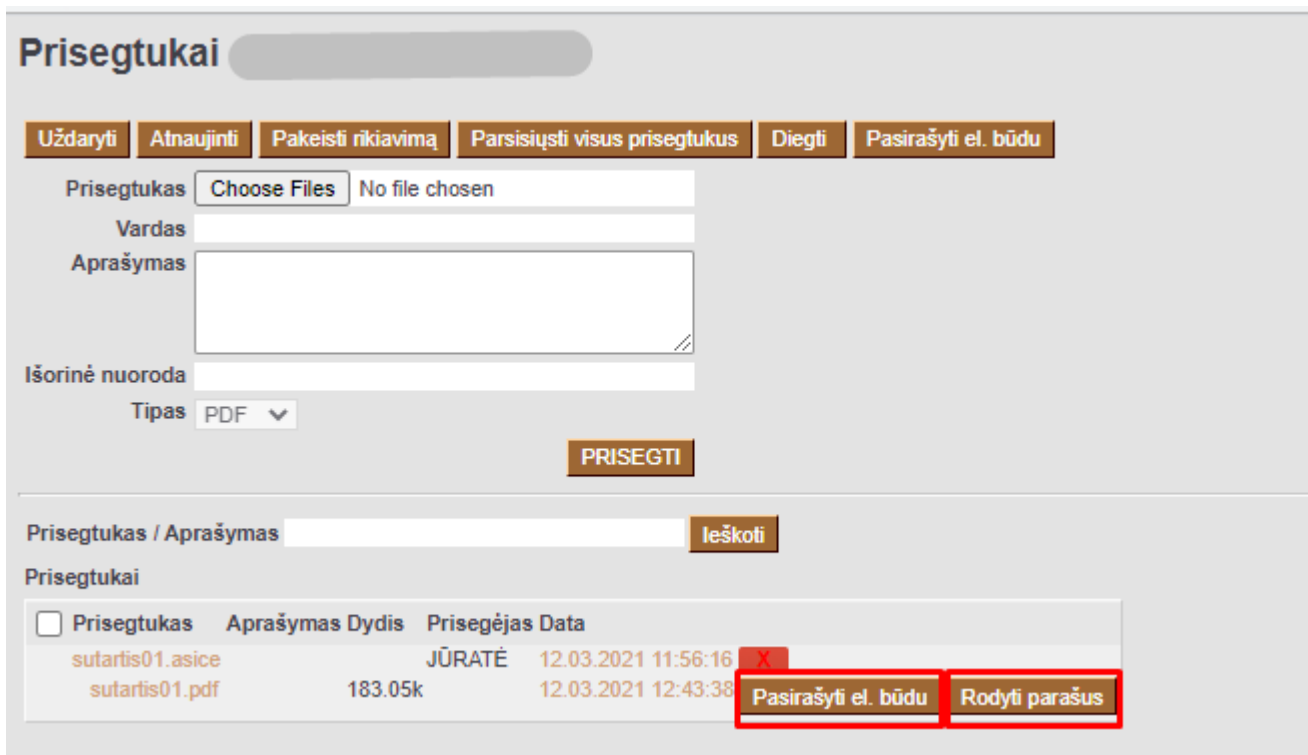 Prisegtukai
Uždaryti Atnaujinti Pakeisti rikiavimą Parsisiųsti visus prisegtukus Diegti Pasirašyti el. būdu
Prisegtukas Choose Files No file chosen
Vardas
Aprašymas
Išorinė nuoroda
Tipas PDF
PRISEGTI
Prisegtukas / Aprašymas Ieškoti
Prisegtukai
Prisegtukas Aprašymas Dydis Prisegėjas Data
sutartis01.asice JŪRATĖ 12.03.2021 11:56:16 X
sutartis01.pdf 183.05k 12.03.2021 12:43:38 Pasirašyti el. būdu Rodyti parašus